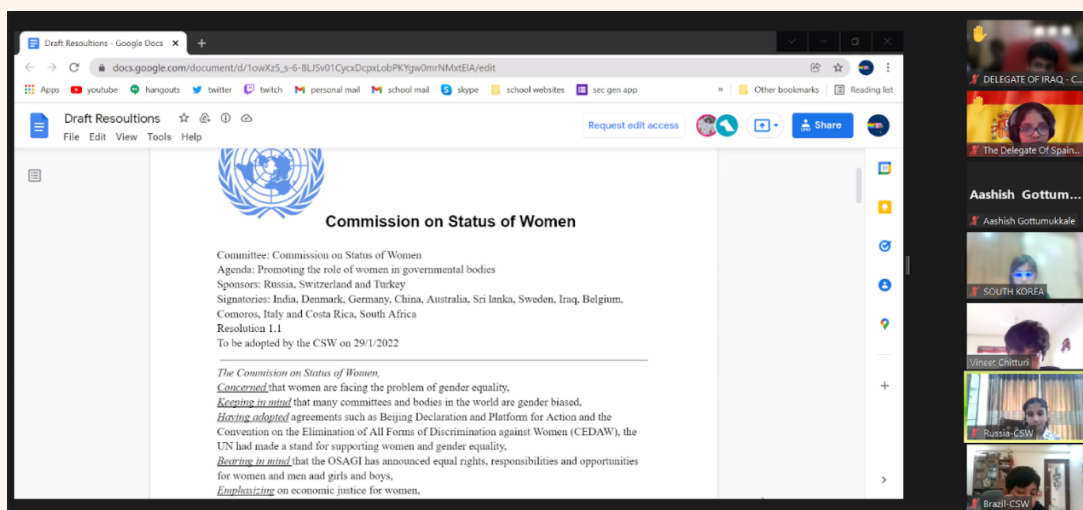 Draft Resoultions - Google Docs
docs.google.com/document/d/1owXz5_s-6-8LJSv01CycxDcpxLobPKYgw0mrNMxtElA/edit
Apps youtube hangouts twitter twitch personal mail school mail skype school websites sec gen app » Other bookmarks Reading list
Draft Resoultions
File Edit View Tools Help
Request edit access
Share
Commission on Status of Women
Committee: Commission on Status of Women
Agenda: Promoting the role of women in governmental bodies
Sponsors: Russia, Switzerland and Turkey
Signatories: India, Denmark, Germany, China, Australia, Sri lanka, Sweden, Iraq, Belgium,
Comoros, Italy and Costa Rica, South Africa
Resolution 1.1
To be adopted by the CSW on 29/1/2022
The Commision on Status of Women,
Concerned that women are facing the problem of gender equality,
Keeping in mind that many committees and bodies in the world are gender biased,
Having adopted agreements such as Beijing Declaration and Platform for Action and the
Convention on the Elimination of All Forms of Discrimination against Women (CEDAW), the
UN had made a stand for supporting women and gender equality,
Bearing in mind that the OSAGI has announced equal rights, responsibilities and opportunities
for women and men and girls and boys,
Emphasizing on economic justice for women,
DELEGATE OF IRAQ - C...
The Delegate Of Spain...
Aashish Gottum...
Aashish Gottumukkale
SOUTH KOREA
Vineet Chitturi
Russia-CSW
Brazil-CSW